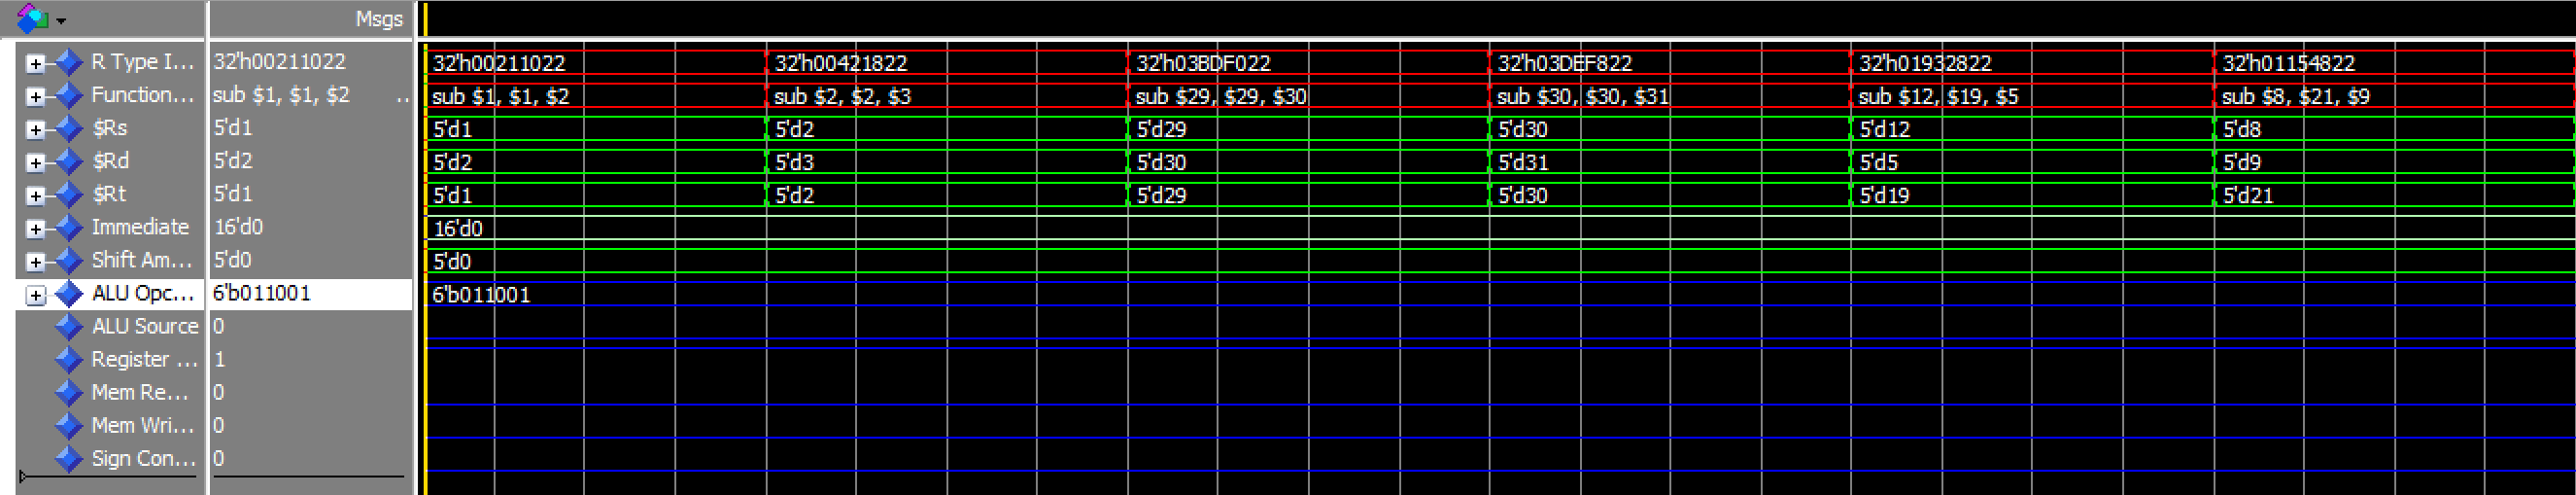 Msgs
R Type I... 32'h00211022 32'h00211022 32'h00421822 32'h03BDF022 32'h03DEF822 32'h01932822 32'h01154822
Function... sub $1, $1, $2 .. sub $1, $1, $2 sub $2, $2, $3 sub $29, $29, $30 sub $30, $30, $31 sub $12, $19, $5 sub $8, $21, $9
$Rs 5'd1 5'd1 5'd2 5'd29 5'd30 5'd12 5'd8
$Rd 5'd2 5'd2 5'd3 5'd30 5'd31 5'd5 5'd9
$Rt 5'd1 5'd1 5'd2 5'd29 5'd30 5'd19 5'd21
Immediate 16'd0 16'd0
Shift Am... 5'd0 5'd0
ALU Opc... 6'b011001 6'b011001
ALU Source 0
Register ... 1
Mem Re... 0
Mem Wri... 0
Sign Con... 0